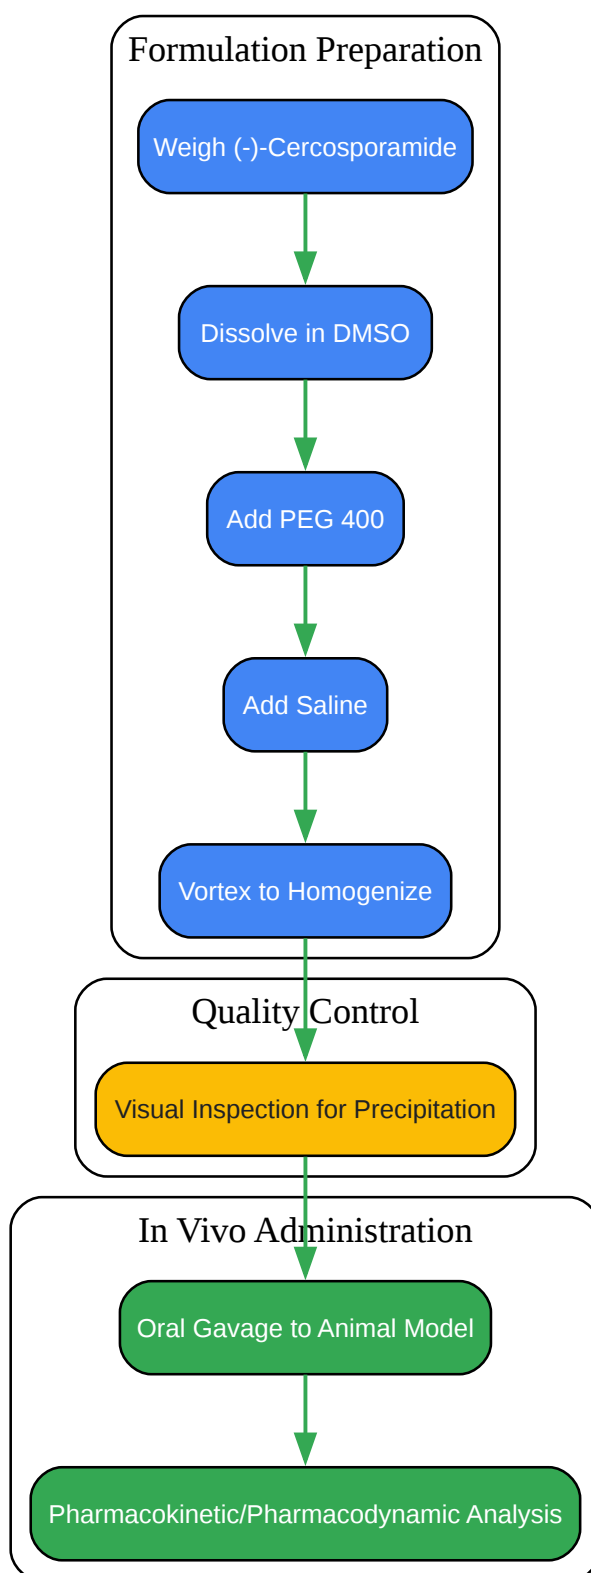 Formulation Preparation
Weigh (-)-Cercosporamide
Dissolve in DMSO
Add PEG 400
Add Saline
Vortex to Homogenize
Quality Control
Visual Inspection for Precipitation
In Vivo Administration
Oral Gavage to Animal Model
Pharmacokinetic/Pharmacodynamic Analysis